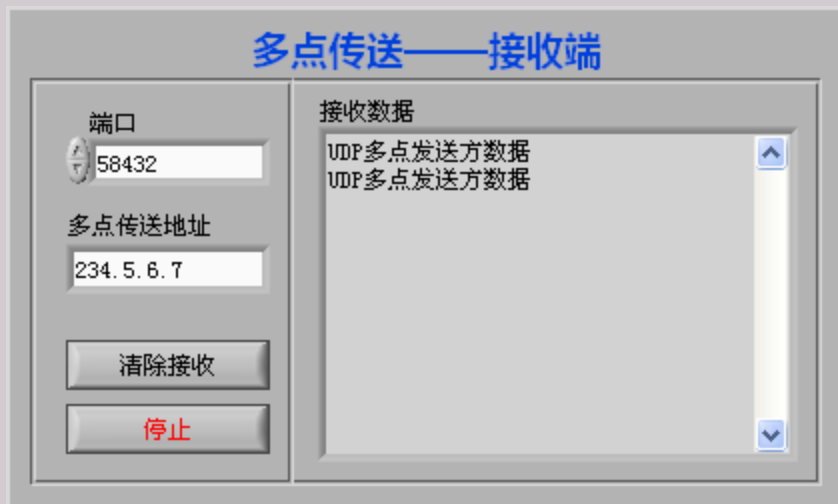 多点传送——接收端
端口
58432
多点传送地址
234.5.6.7
清除接收
停止
接收数据
UDP多点发送方数据
UDP多点发送方数据